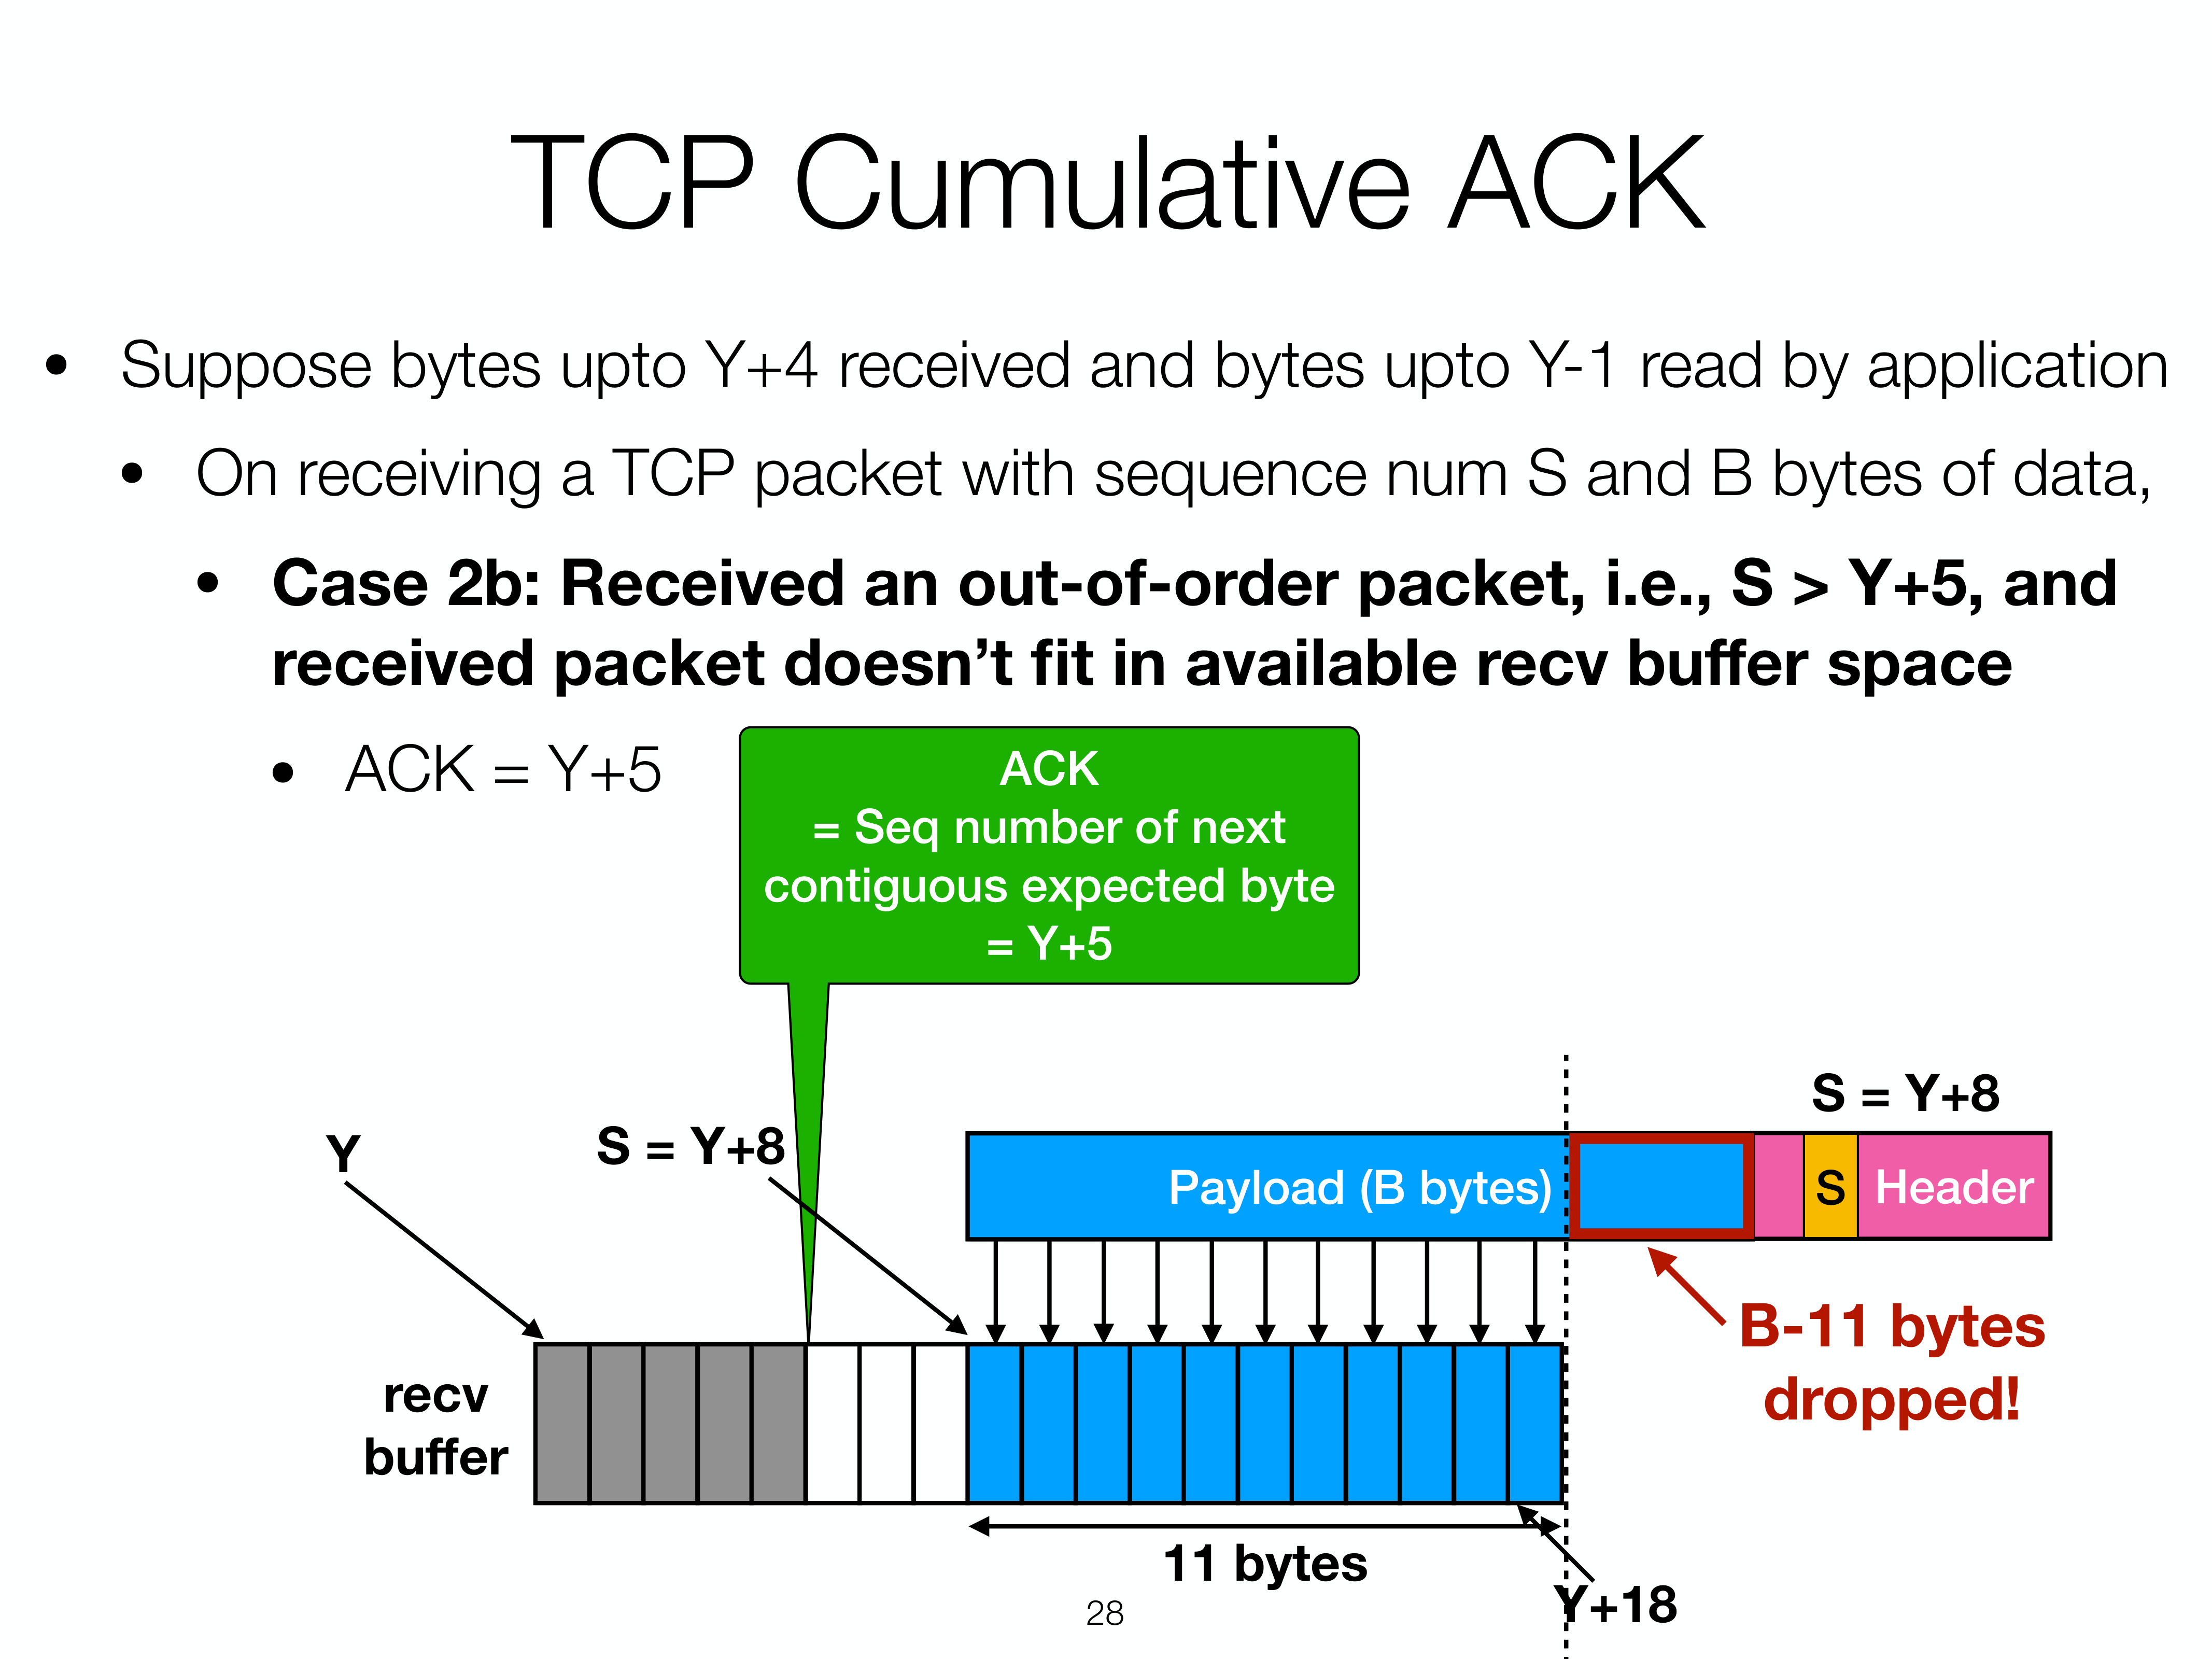 TCP Cumulative ACK
• Suppose bytes upto Y+4 received and bytes upto Y-1 read by application
• On receiving a TCP packet with sequence num S and B bytes of data,
• Case 2b: Received an out-of-order packet, i.e., S > Y+5, and
received packet doesn’t fit in available recv buffer space
• ACK = Y+5
ACK
= Seq number of next
contiguous expected byte
= Y+5
S = Y+8
Y
S = Y+8
Payload (B bytes)
S
Header
B-11 bytes
dropped!
recv
buffer
11 bytes
Y+18
28